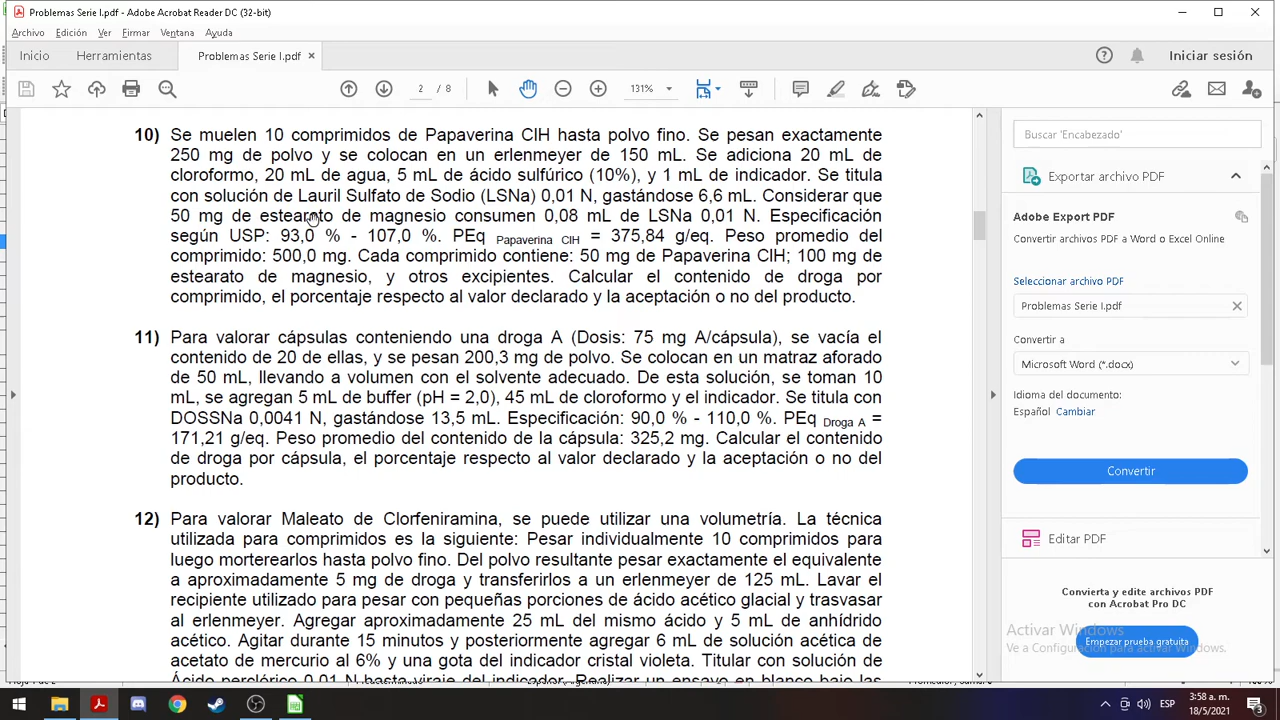 Problemas Serie I.pdf - Adobe Acrobat Reader DC (32-bit)
Archivo Edición Ver Firmar Ventana Ayuda
Inicio Herramientas Problemas Serie I.pdf × Iniciar sesión
2 / 8 131%
10) Se muelen 10 comprimidos de Papaverina ClH hasta polvo fino. Se pesan exactamente
250 mg de polvo y se colocan en un erlenmeyer de 150 mL. Se adiciona 20 mL de
cloroformo, 20 mL de agua, 5 mL de ácido sulfúrico (10%), y 1 mL de indicador. Se titula
con solución de Lauril Sulfato de Sodio (LSNa) 0,01 N, gastándose 6,6 mL. Considerar que
50 mg de estearato de magnesio consumen 0,08 mL de LSNa 0,01 N. Especificación
según USP: 93,0 % - 107,0 %. PEq Papaverina ClH = 375,84 g/eq. Peso promedio del
comprimido: 500,0 mg. Cada comprimido contiene: 50 mg de Papaverina ClH; 100 mg de
estearato de magnesio, y otros excipientes. Calcular el contenido de droga por
comprimido, el porcentaje respecto al valor declarado y la aceptación o no del producto.
11) Para valorar cápsulas conteniendo una droga A (Dosis: 75 mg A/cápsula), se vacía el
contenido de 20 de ellas, y se pesan 200,3 mg de polvo. Se colocan en un matraz aforado
de 50 mL, llevando a volumen con el solvente adecuado. De esta solución, se toman 10
mL, se agregan 5 mL de buffer (pH = 2,0), 45 mL de cloroformo y el indicador. Se titula con
DOSSNa 0,0041 N, gastándose 13,5 mL. Especificación: 90,0 % - 110,0 %. PEq Droga A =
171,21 g/eq. Peso promedio del contenido de la cápsula: 325,2 mg. Calcular el contenido
de droga por cápsula, el porcentaje respecto al valor declarado y la aceptación o no del
producto.
12) Para valorar Maleato de Clorfeniramina, se puede utilizar una volumetría. La técnica
utilizada para comprimidos es la siguiente: Pesar individualmente 10 comprimidos para
luego morterearlos hasta polvo fino. Del polvo resultante pesar exactamente el equivalente
a aproximadamente 5 mg de droga y transferirlos a un erlenmeyer de 125 mL. Lavar el
recipiente utilizado para pesar con pequeñas porciones de ácido acético glacial y trasvasar
al erlenmeyer. Agregar aproximadamente 25 mL del mismo ácido y 5 mL de anhídrido
acético. Agitar durante 15 minutos y posteriormente agregar 6 mL de solución acética de
acetato de mercurio al 6% y una gota del indicador cristal violeta. Titular con solución de
Ácido perclórico 0,01 N hasta viraje del indicador. Realizar un ensayo en blanco bajo las
Buscar 'Encabezado'
Exportar archivo PDF
Adobe Export PDF
Convertir archivos PDF a Word o Excel Online
Seleccionar archivo PDF
Problemas Serie I.pdf
Convertir a
Microsoft Word (*.docx)
Idioma del documento:
Español Cambiar
Convertir
Editar PDF
Convierta y edite archivos PDF
con Acrobat Pro DC
Activar Windows
Ve a Configuración para activar Windows.
Empezar prueba gratuita
ESP
3:58 a. m.
18/5/2021
3